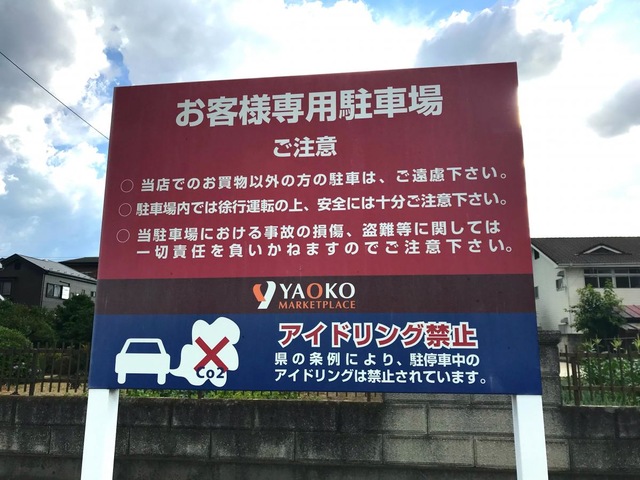 お客様専用駐車場
ご注意
○ 当店でのお買物以外の方の駐車は、ご遠慮下さい。
○ 駐車場内では徐行運転の上、安全には十分ご注意下さい。
○ 当駐車場における事故の損傷、盗難等に関しては
一切責任を負いかねますのでご注意下さい。
YAOKO
MARKETPLACE
アイドリング禁止
県の条例により、駐停車中の
アイドリングは禁止されています。
Co2